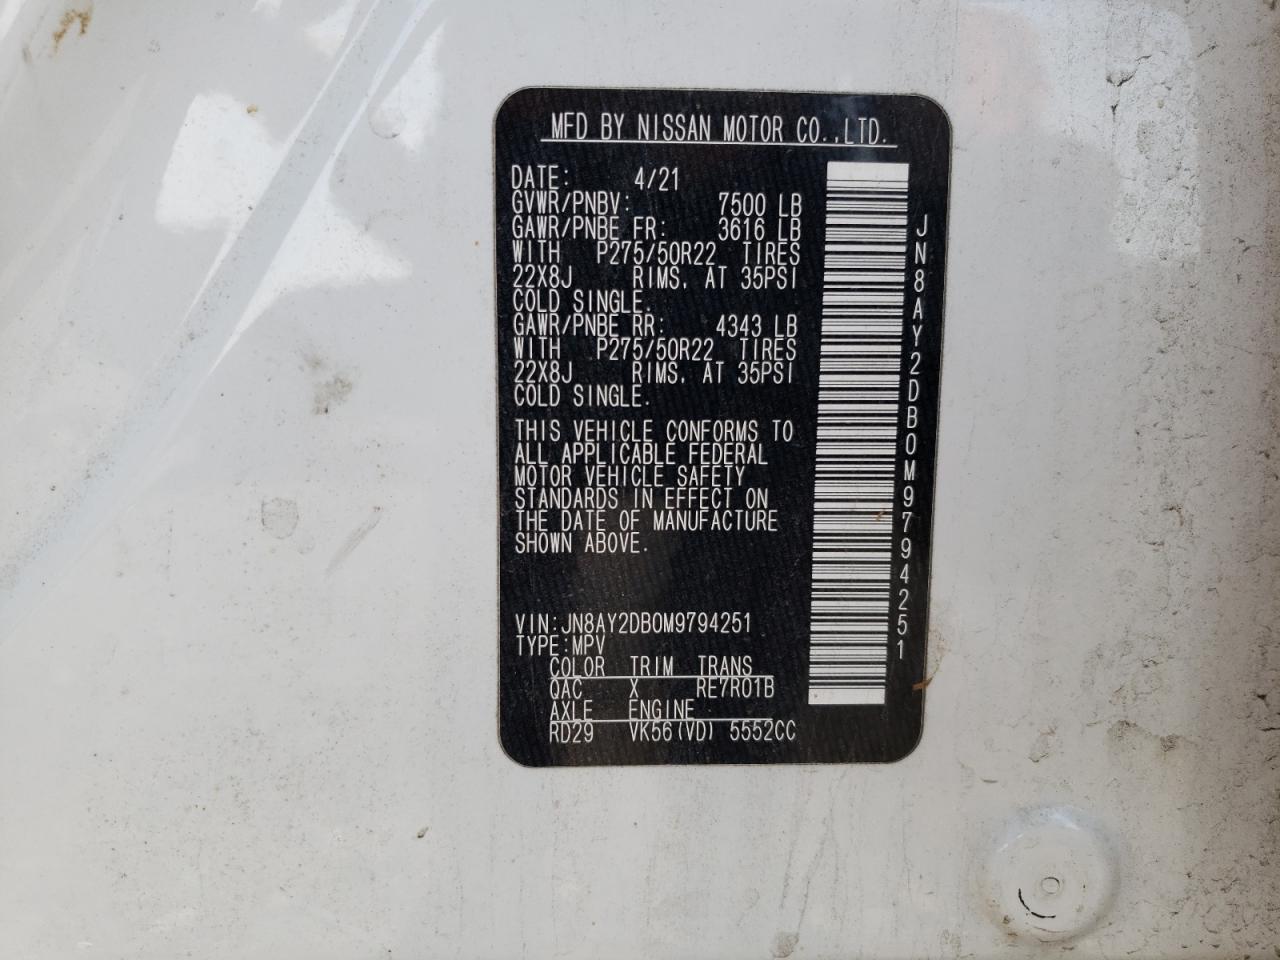 MFD BY NISSAN MOTOR CO.,LTD.
DATE: 4/21
GVWR/PNBV: 7500 LB
GAWR/PNBE FR: 3616 LB
WITH P275/50R22 TIRES
22X8J RIMS, AT 35PSI
COLD SINGLE.
GAWR/PNBE RR: 4343 LB
WITH P275/50R22 TIRES
22X8J RIMS, AT 35PSI
COLD SINGLE.
THIS VEHICLE CONFORMS TO
ALL APPLICABLE FEDERAL
MOTOR VEHICLE SAFETY
STANDARDS IN EFFECT ON
THE DATE OF MANUFACTURE
SHOWN ABOVE.
VIN:JN8AY2DB0M9794251
TYPE:MPV
COLOR TRIM TRANS
QAC X RE7R01B
AXLE ENGINE
RD29 VK56(VD) 5552CC
JN8AY2DB0M9794251